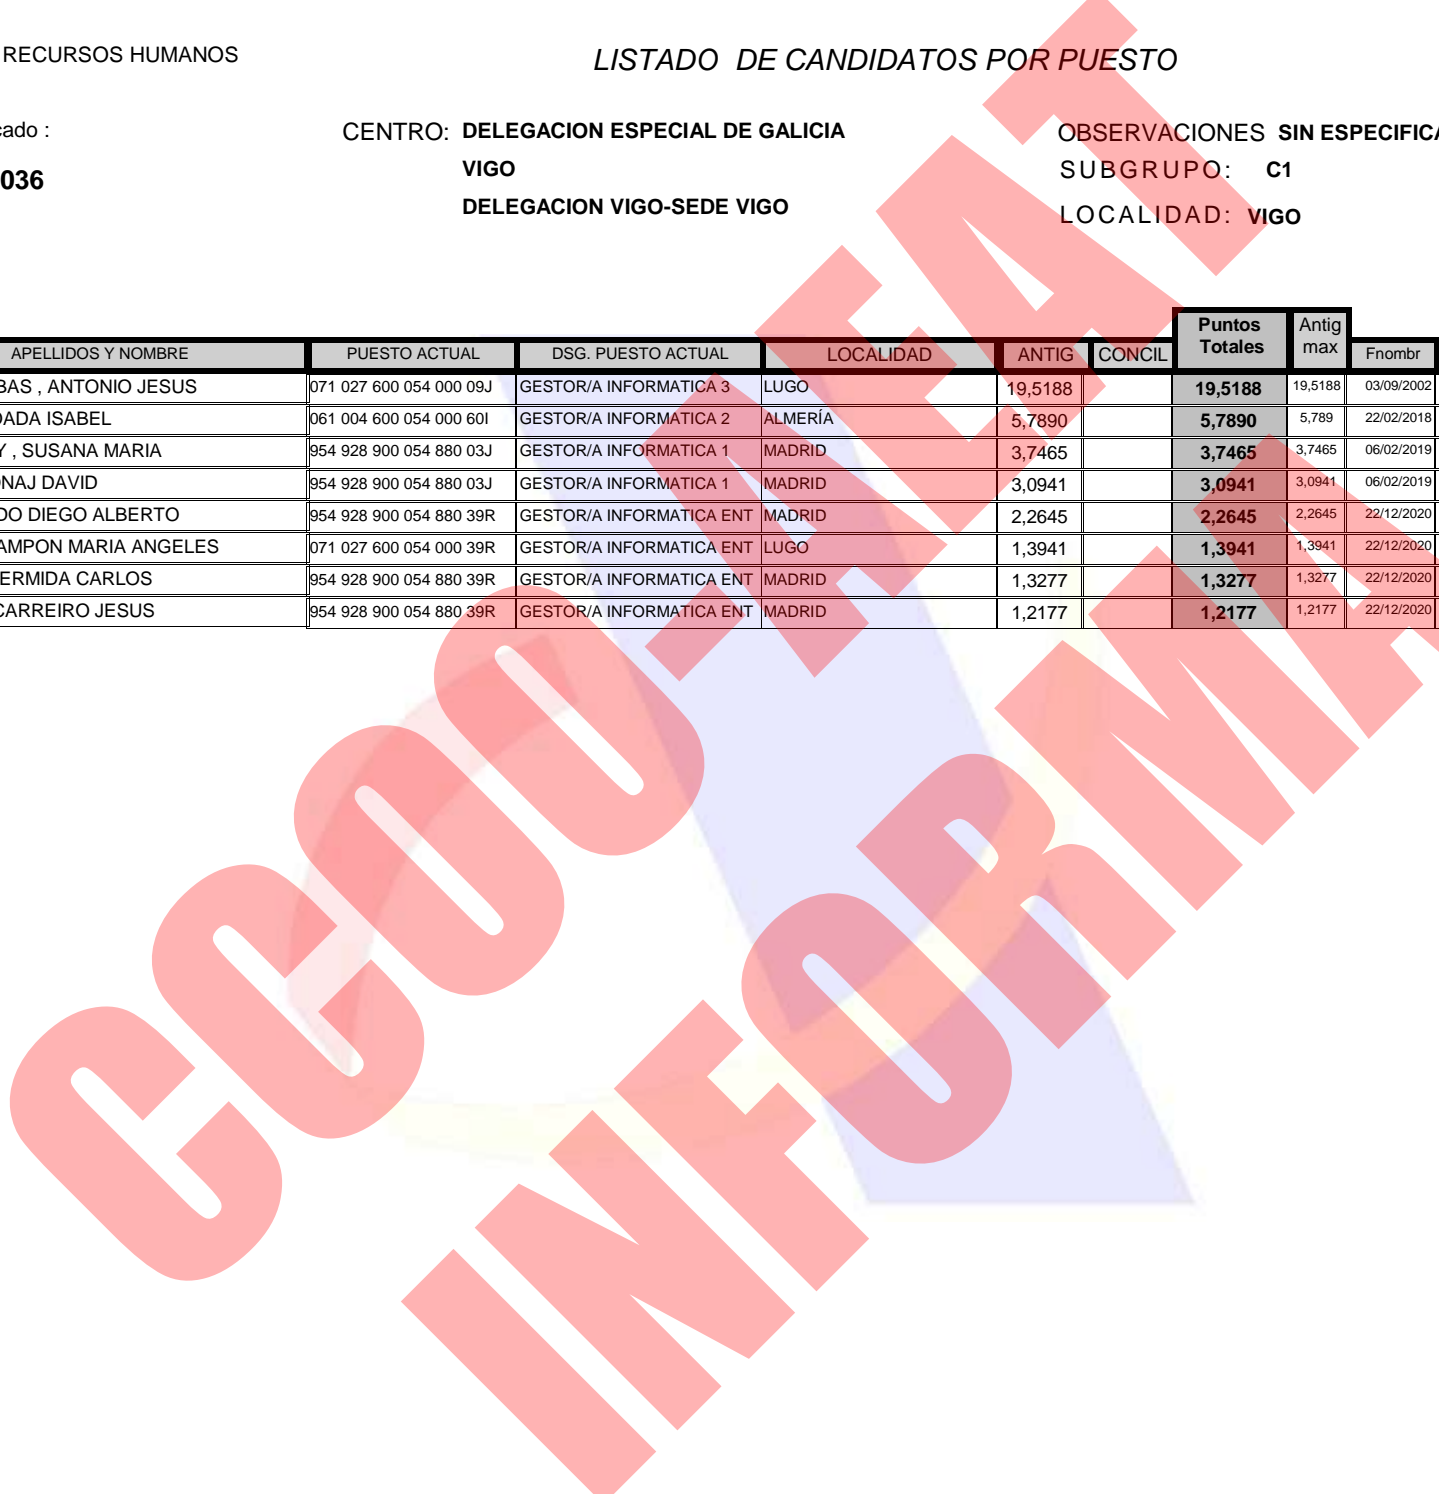 RECURSOS HUMANOS
LISTADO DE CANDIDATOS POR PUESTO
cado :
036
CENTRO: DELEGACION ESPECIAL DE GALICIA
VIGO
DELEGACION VIGO-SEDE VIGO
OBSERVACIONES SIN ESPECIFICA
SUBGRUPO: C1
LOCALIDAD: VIGO
APELLIDOS Y NOMBRE PUESTO ACTUAL DSG. PUESTO ACTUAL LOCALIDAD ANTIG CONCIL Puntos Totales Antig max Fnombr
BAS , ANTONIO JESUS 071 027 600 054 000 09J GESTOR/A INFORMATICA 3 LUGO 19,5188 19,5188 19,5188 03/09/2002
DADA ISABEL 061 004 600 054 000 60I GESTOR/A INFORMATICA 2 ALMERÍA 5,7890 5,7890 5,789 22/02/2018
Y , SUSANA MARIA 954 928 900 054 880 03J GESTOR/A INFORMATICA 1 MADRID 3,7465 3,7465 3,7465 06/02/2019
NAJ DAVID 954 928 900 054 880 03J GESTOR/A INFORMATICA 1 MADRID 3,0941 3,0941 3,0941 06/02/2019
DO DIEGO ALBERTO 954 928 900 054 880 39R GESTOR/A INFORMATICA ENT MADRID 2,2645 2,2645 2,2645 22/12/2020
AMPON MARIA ANGELES 071 027 600 054 000 39R GESTOR/A INFORMATICA ENT LUGO 1,3941 1,3941 1,3941 22/12/2020
ERMIDA CARLOS 954 928 900 054 880 39R GESTOR/A INFORMATICA ENT MADRID 1,3277 1,3277 1,3277 22/12/2020
CARREIRO JESUS 954 928 900 054 880 39R GESTOR/A INFORMATICA ENT MADRID 1,2177 1,2177 1,2177 22/12/2020
CCOO-AEAT
INFORMA